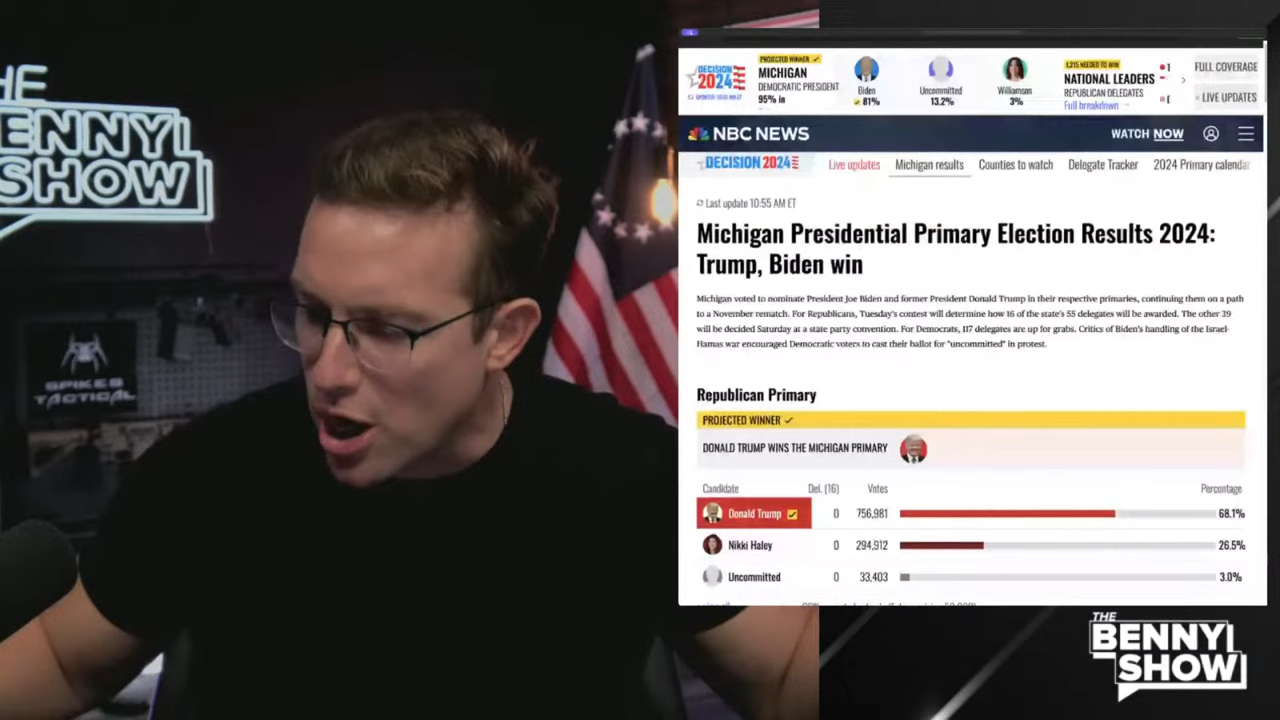 THE
BENNY
SHOW
SPIKES
TACTICAL
DECISION
2024
PROJECTED WINNER
MICHIGAN
DEMOCRATIC PRESIDENT
95% in
Biden
81%
Uncommitted
13.2%
Williamson
3%
1,215 NEEDED TO WIN
NATIONAL LEADERS
REPUBLICAN DELEGATES
Full breakdown
FULL COVERAGE
LIVE UPDATES
NBC NEWS
WATCH NOW
DECISION 2024
Live updates
Michigan results
Counties to watch
Delegate Tracker
2024 Primary calendar
Last update 10:55 AM ET
Michigan Presidential Primary Election Results 2024:
Trump, Biden win
Michigan voted to nominate President Joe Biden and former President Donald Trump in their respective primaries, continuing them on a path
to a November rematch. For Republicans, Tuesday's contest will determine how 16 of the state's 55 delegates will be awarded. The other 39
will be decided Saturday at a state party convention. For Democrats, 117 delegates are up for grabs. Critics of Biden's handling of the Israel-
Hamas war encouraged Democratic voters to cast their ballot for "uncommitted" in protest.
Republican Primary
PROJECTED WINNER
DONALD TRUMP WINS THE MICHIGAN PRIMARY
Candidate Del. (16) Votes Percentage
Donald Trump 0 756,981 68.1%
Nikki Haley 0 294,912 26.5%
Uncommitted 0 33,403 3.0%
THE
BENNY
SHOW